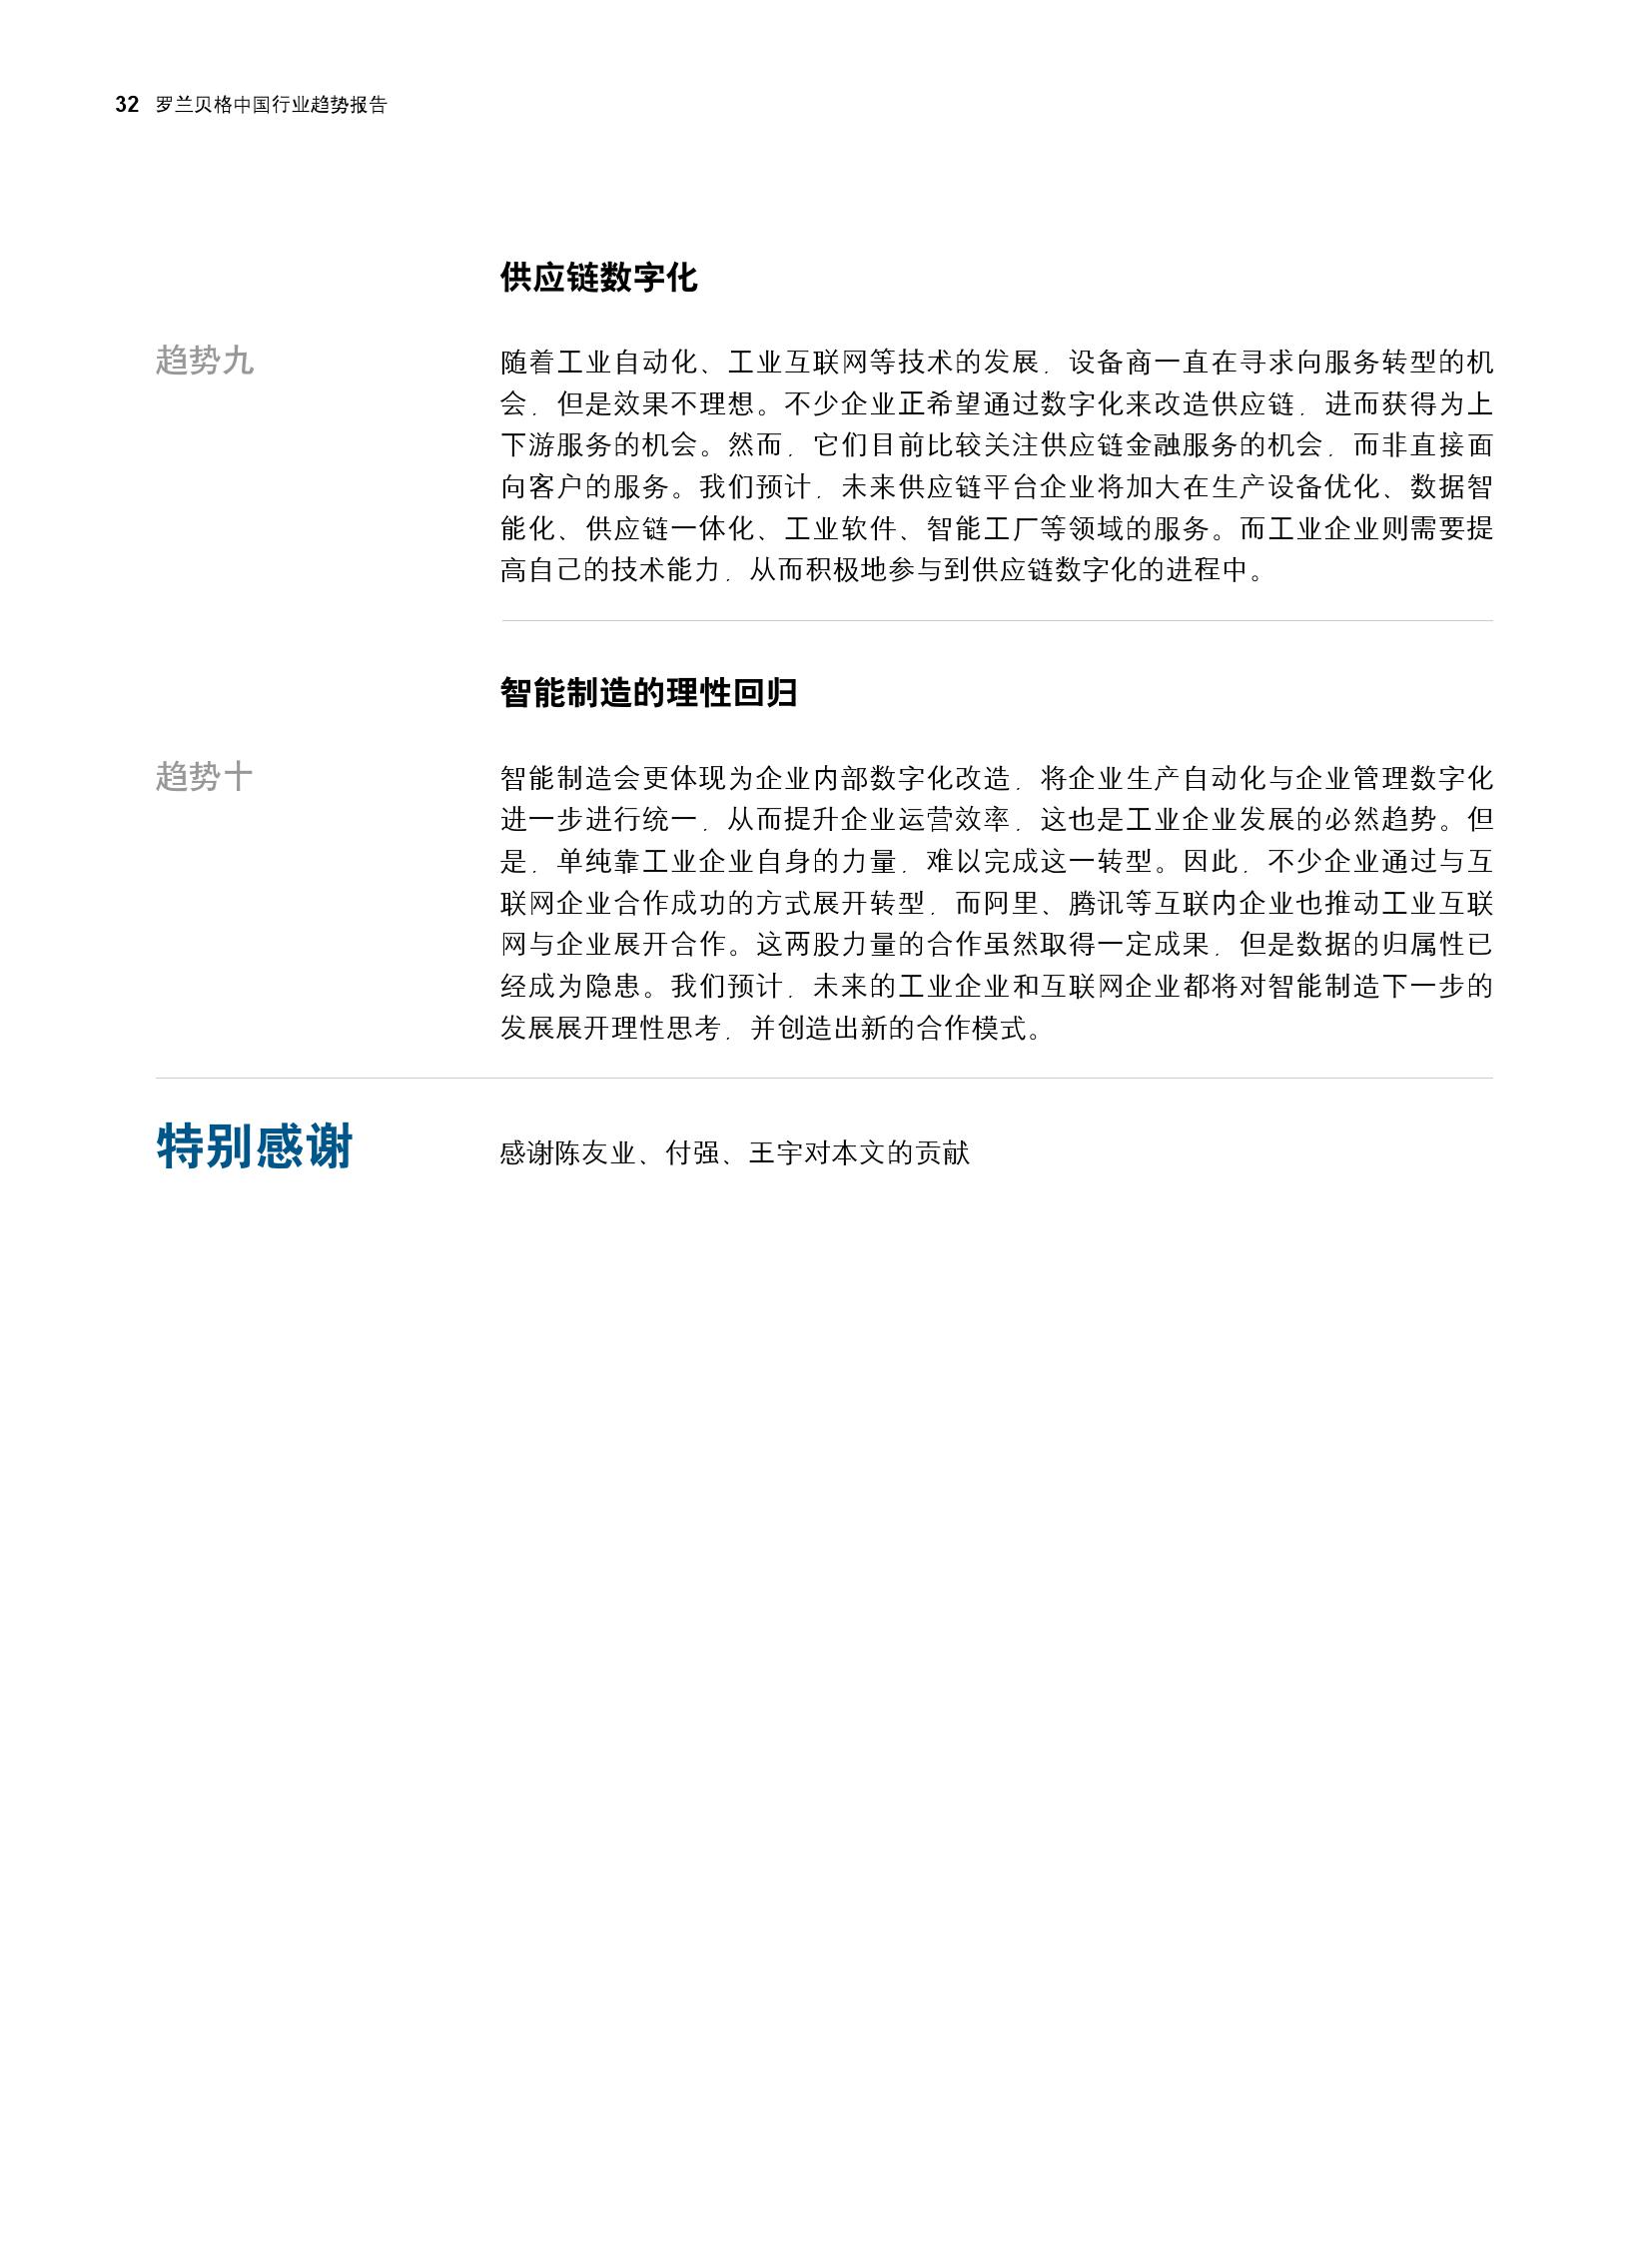 32 罗兰贝格中国行业趋势报告
供应链数字化
趋势九
随着工业自动化、工业互联网等技术的发展，设备商一直在寻求向服务转型的机
会，但是效果不理想。不少企业正希望通过数字化来改造供应链，进而获得为上
下游服务的机会。然而，它们目前比较关注供应链金融服务的机会，而非直接面
向客户的服务。我们预计，未来供应链平台企业将加大在生产设备优化、数据智
能化、供应链一体化、工业软件、智能工厂等领域的服务。而工业企业则需要提
高自己的技术能力，从而积极地参与到供应链数字化的进程中。
智能制造的理性回归
趋势十
智能制造会更体现为企业内部数字化改造，将企业生产自动化与企业管理数字化
进一步进行统一，从而提升企业运营效率，这也是工业企业发展的必然趋势。但
是，单纯靠工业企业自身的力量，难以完成这一转型。因此，不少企业通过与互
联网企业合作成功的方式展开转型，而阿里、腾讯等互联内企业也推动工业互联
网与企业展开合作。这两股力量的合作虽然取得一定成果，但是数据的归属性已
经成为隐患。我们预计，未来的工业企业和互联网企业都将对智能制造下一步的
发展展开理性思考，并创造出新的合作模式。
特别感谢
感谢陈友业、付强、王宇对本文的贡献